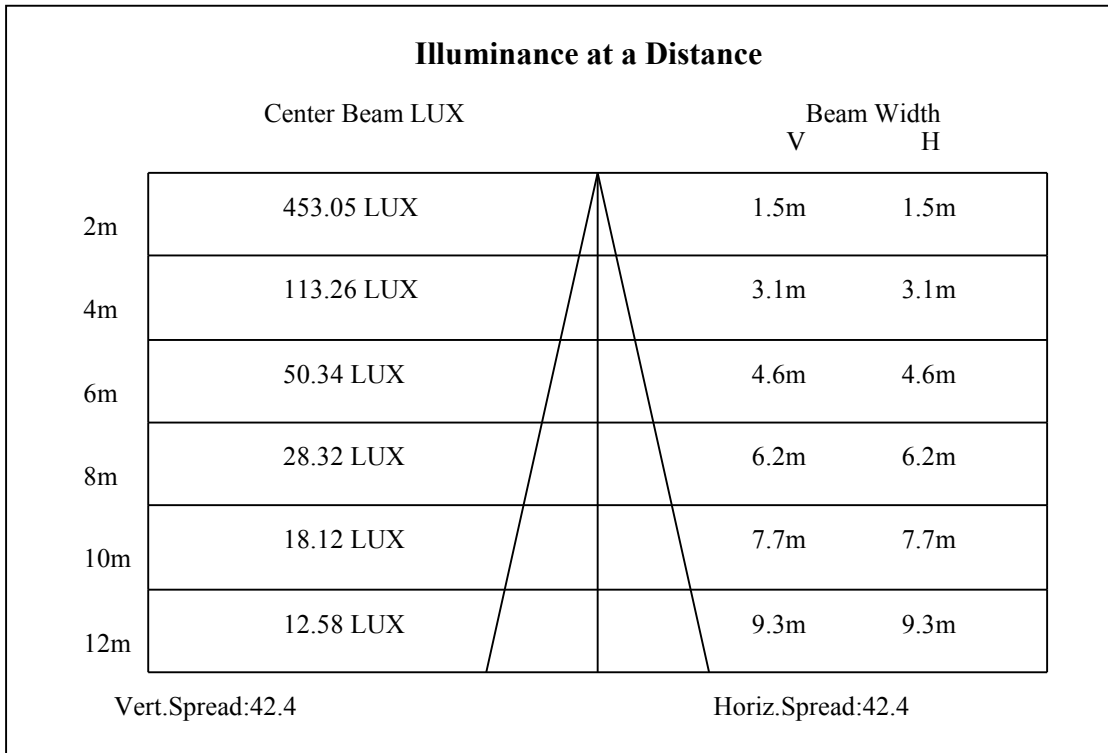 Illuminance at a Distance
Center Beam LUX Beam Width
V H
2m 453.05 LUX 1.5m 1.5m
4m 113.26 LUX 3.1m 3.1m
6m 50.34 LUX 4.6m 4.6m
8m 28.32 LUX 6.2m 6.2m
10m 18.12 LUX 7.7m 7.7m
12m 12.58 LUX 9.3m 9.3m
Vert.Spread:42.4 Horiz.Spread:42.4